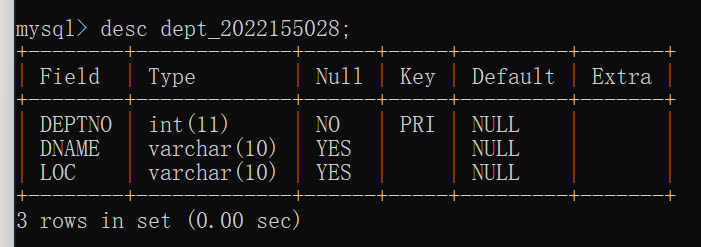 mysql> desc dept_2022155028;
+---------+-------------+------+-----+---------+-------+
| Field   | Type        | Null | Key | Default | Extra |
+---------+-------------+------+-----+---------+-------+
| DEPTNO  | int(11)     | NO   | PRI | NULL    |       |
| DNAME   | varchar(10) | YES  |     | NULL    |       |
| LOC     | varchar(10) | YES  |     | NULL    |       |
+---------+-------------+------+-----+---------+-------+
3 rows in set (0.00 sec)